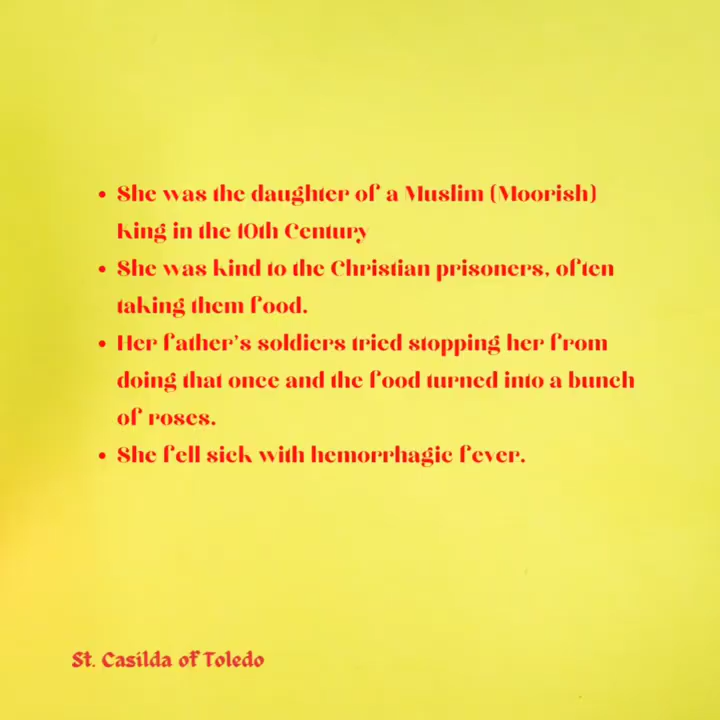 • She was the daughter of a Muslim (Moorish)
King in the 10th Century
• She was kind to the Christian prisoners, often
taking them food.
• Her father's soldiers tried stopping her from
doing that once and the food turned into a bunch
of roses.
• She fell sick with hemorrhagic fever.
St. Casilda of Toledo